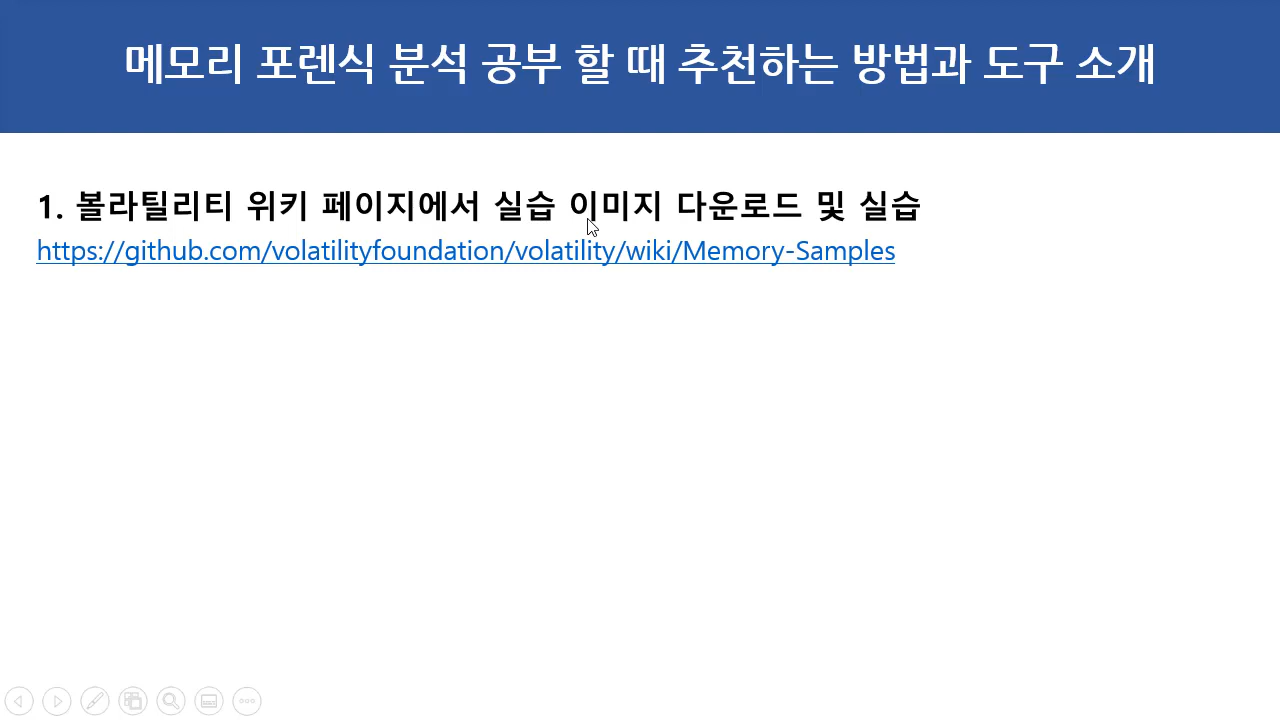 메모리 포렌식 분석 공부 할 때 추천하는 방법과 도구 소개
1. 볼라틸리티 위키 페이지에서 실습 이미지 다운로드 및 실습
https://github.com/volatilityfoundation/volatility/wiki/Memory-Samples